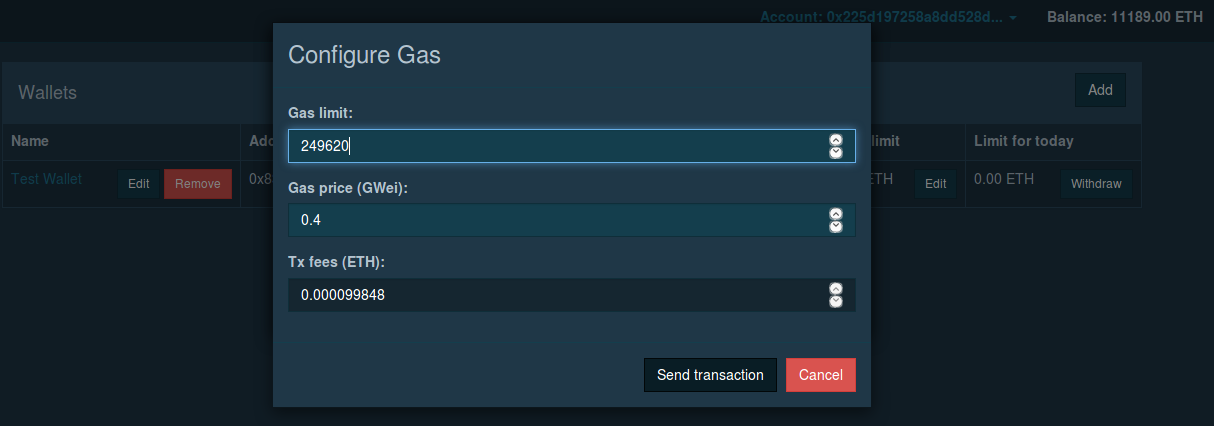 Account: 0x225d197258a8dd528d... Balance: 11189.00 ETH
Configure Gas
Wallets
Add
Gas limit:
249620
Name Add limit Limit for today
Test Wallet Edit Remove 0x8 ETH Edit 0.00 ETH Withdraw
Gas price (GWei):
0.4
Tx fees (ETH):
0.000099848
Send transaction Cancel